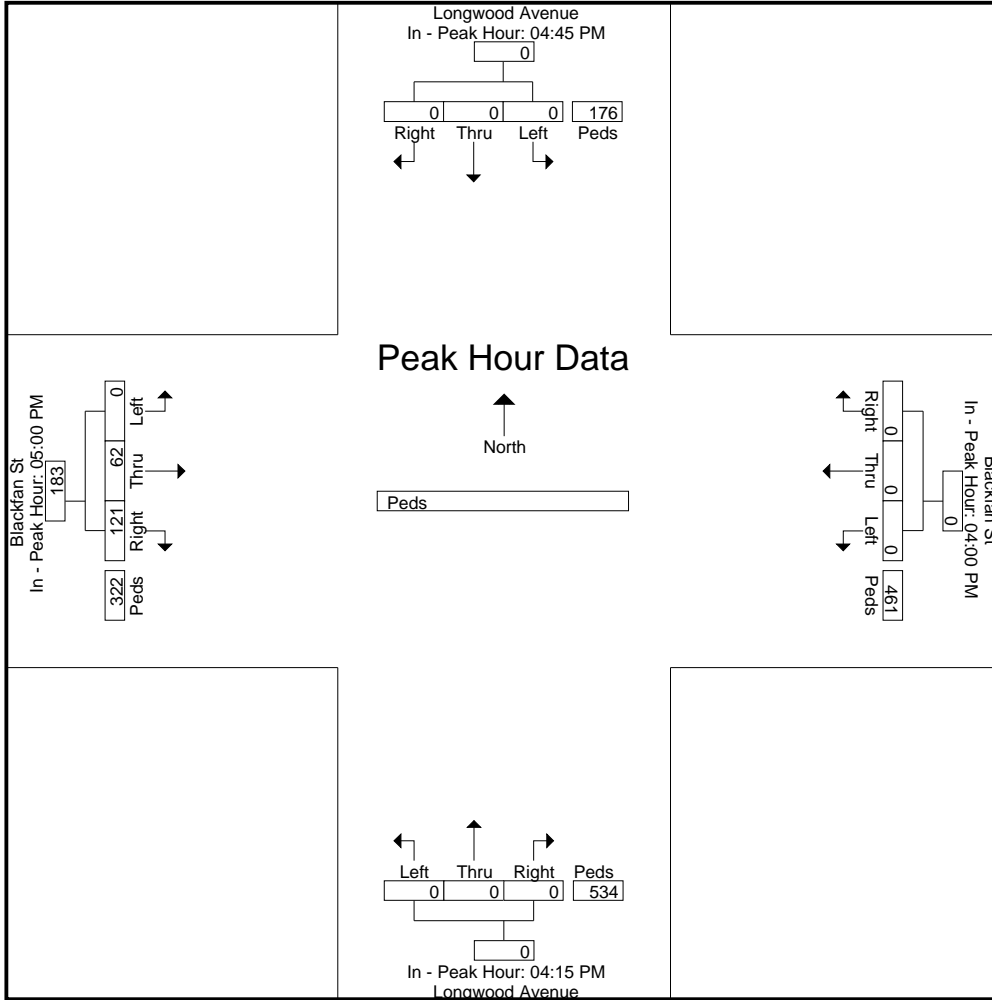 Longwood Avenue
In - Peak Hour: 04:45 PM
0
0 0 0 176
Right Thru Left Peds
Peak Hour Data
North
Peds
Blackfan St
In - Peak Hour: 05:00 PM
183
0 62 121 322
Left Thru Right Peds
Blackfan St
In - Peak Hour: 04:00 PM
0
0 0 0 461
Right Thru Left Peds
Left Thru Right Peds
0 0 0 534
0
In - Peak Hour: 04:15 PM
Longwood Avenue